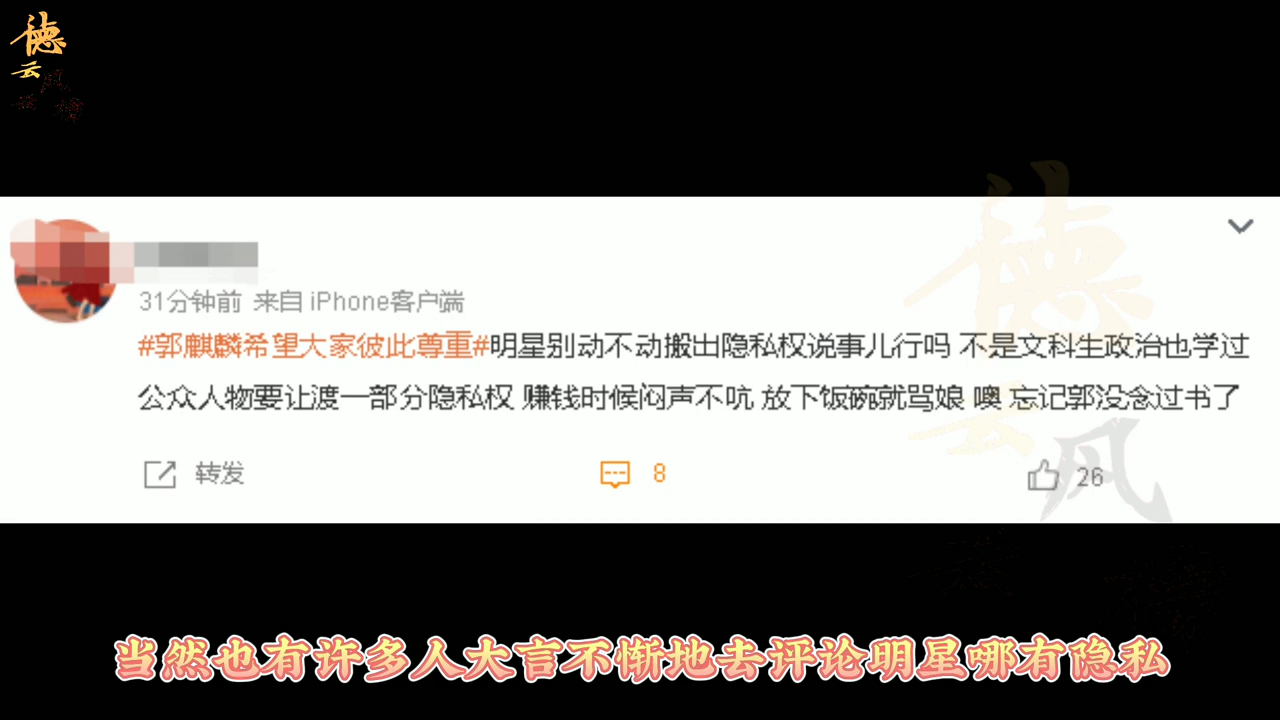 德
云
风
31分钟前 来自 iPhone客户端
#郭麒麟希望大家彼此尊重#明星别动不动搬出隐私权说事儿行吗 不是文科生政治也学过
公众人物要让渡一部分隐私权 赚钱时候闷声不吭 放下饭碗就骂娘 噢 忘记郭没念过书了
转发
8
26
德
云
风
当然也有许多人大言不惭地去评论明星哪有隐私